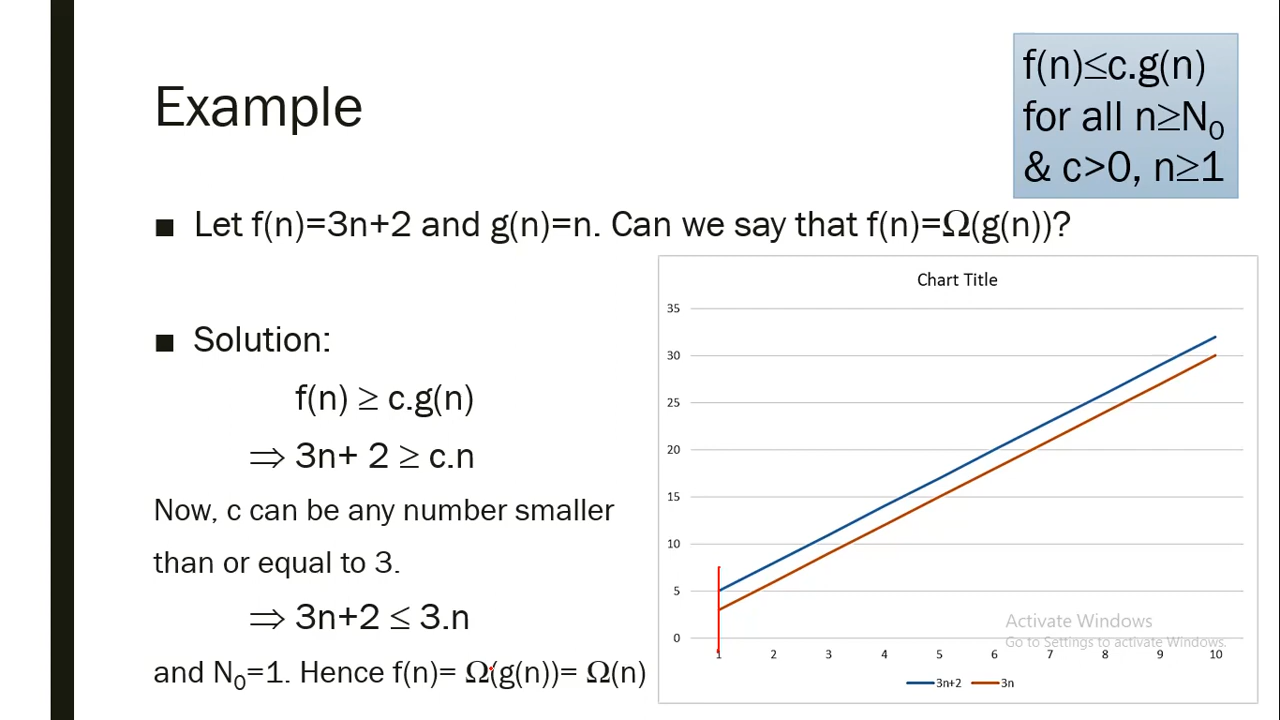 f(n)≤c.g(n)
for all n≥N₀
& c>0, n≥1
Example
■ Let f(n)=3n+2 and g(n)=n. Can we say that f(n)=Ω(g(n))?
■ Solution:
f(n) ≥ c.g(n)
⇒ 3n+ 2 ≥ c.n
Now, c can be any number smaller
than or equal to 3.
⇒ 3n+2 ≤ 3.n
and N₀=1. Hence f(n)= Ω(g(n))= Ω(n)
Chart Title
35
30
25
20
15
10
5
0
1 2 3 4 5 6 7 8 9 10
3n+2 3n
Activate Windows
Go to Settings to activate Windows.